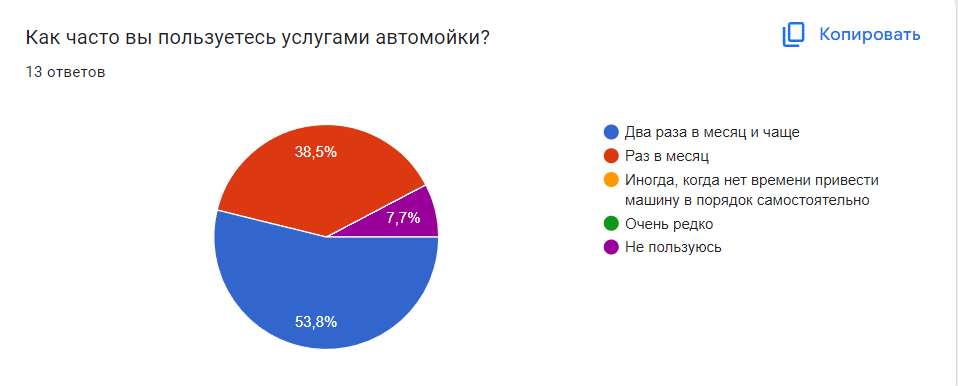 Как часто вы пользуетесь услугами автомойки?
Копировать
13 ответов
38,5%
7,7%
53,8%
Два раза в месяц и чаще
Раз в месяц
Иногда, когда нет времени привести
машину в порядок самостоятельно
Очень редко
Не пользуюсь